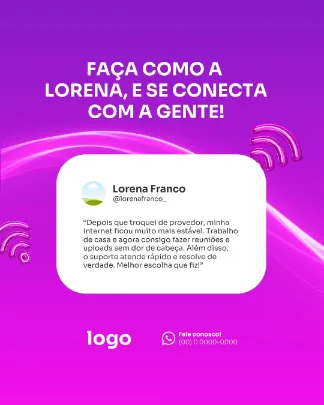 FAÇA COMO A
LORENA, E SE CONECTA
COM A GENTE!
Lorena Franco
@lorenafranco_
“Depois que troquei de provedor, minha
internet ficou muito mais estável. Trabalho
de casa e agora consigo fazer reuniões e
uploads sem dor de cabeça. Além disso,
o suporte atende rápido e resolve de
verdade. Melhor escolha que fiz!”
logo
Fale conosco!
(00) 0 0000-0000